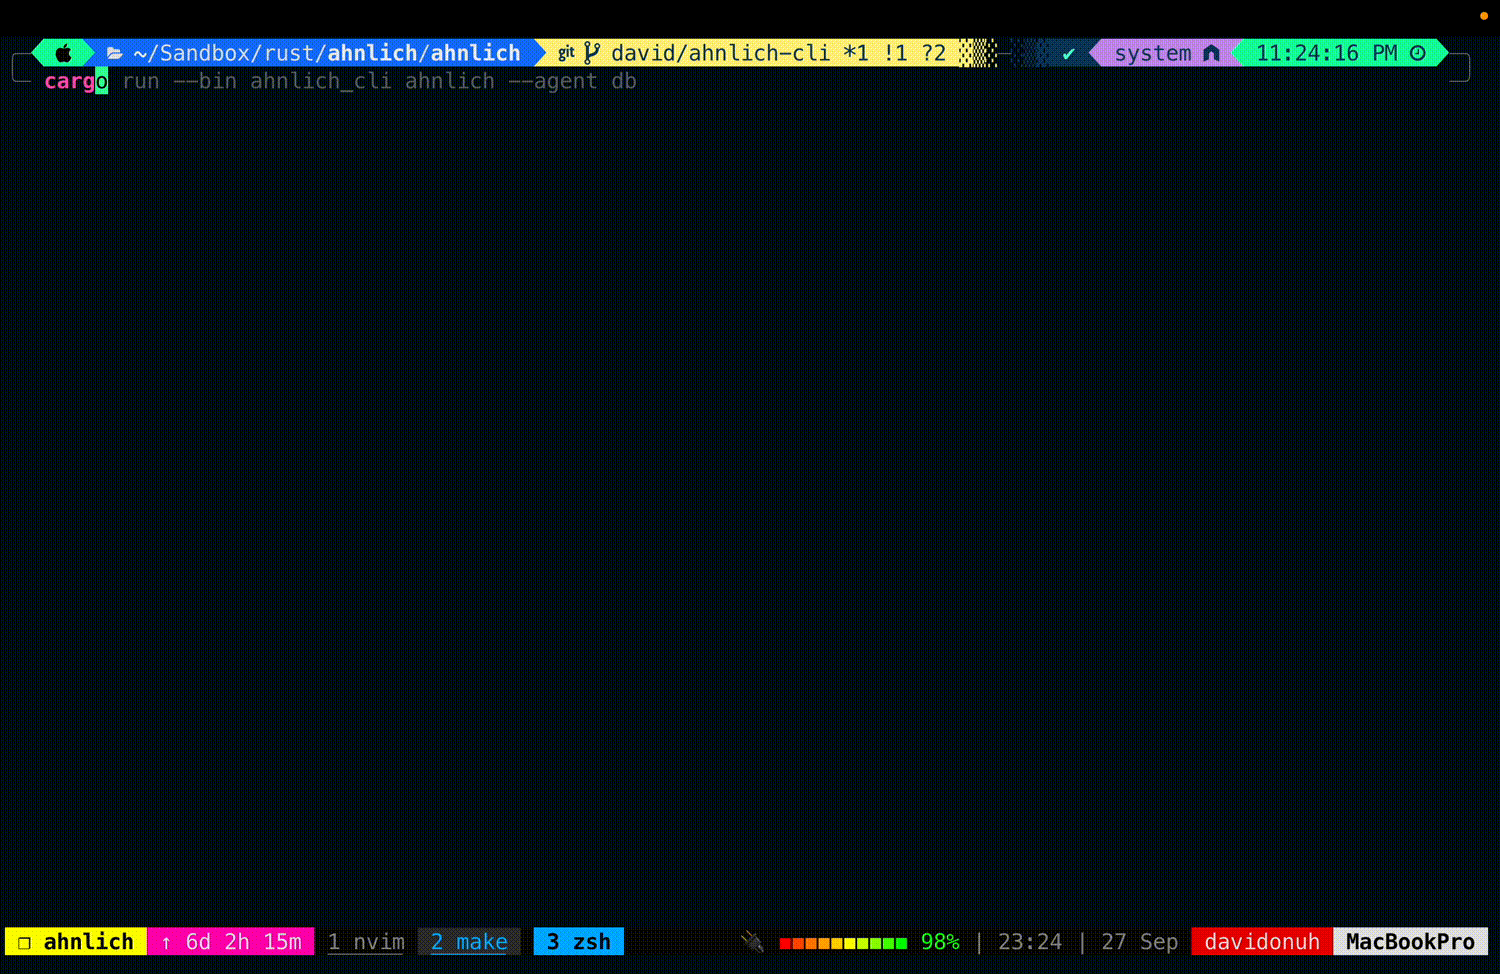 ~/Sandbox/rust/ahnlich/ahnlich git david/ahnlich-cli *1 !1 ?2 ✔ system 11:24:16 PM
cargo run --bin ahnlich_cli ahnlich --agent db
❐ ahnlich ↑ 6d 2h 15m 1 nvim 2 make 3 zsh 98% | 23:24 | 27 Sep davidonuh MacBookPro